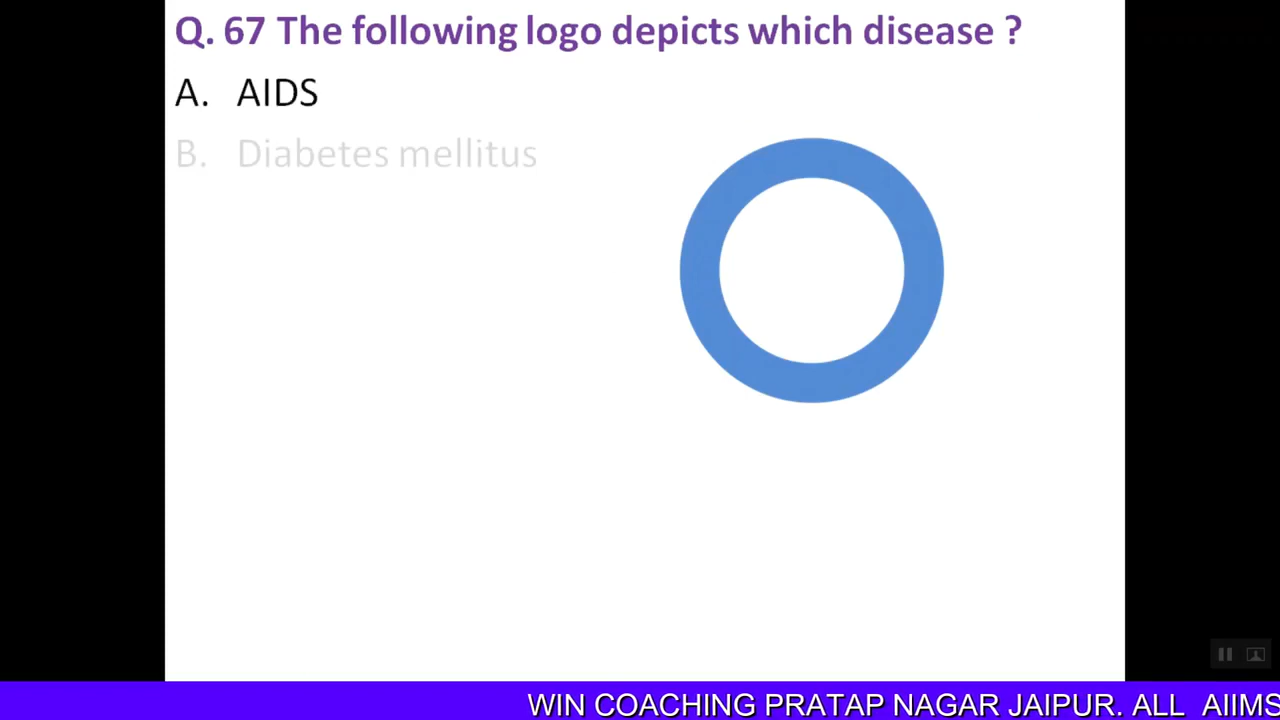 Q. 67 The following logo depicts which disease ?
A. AIDS
B. Diabetes mellitus
WIN COACHING PRATAP NAGAR JAIPUR. ALL AIIMS